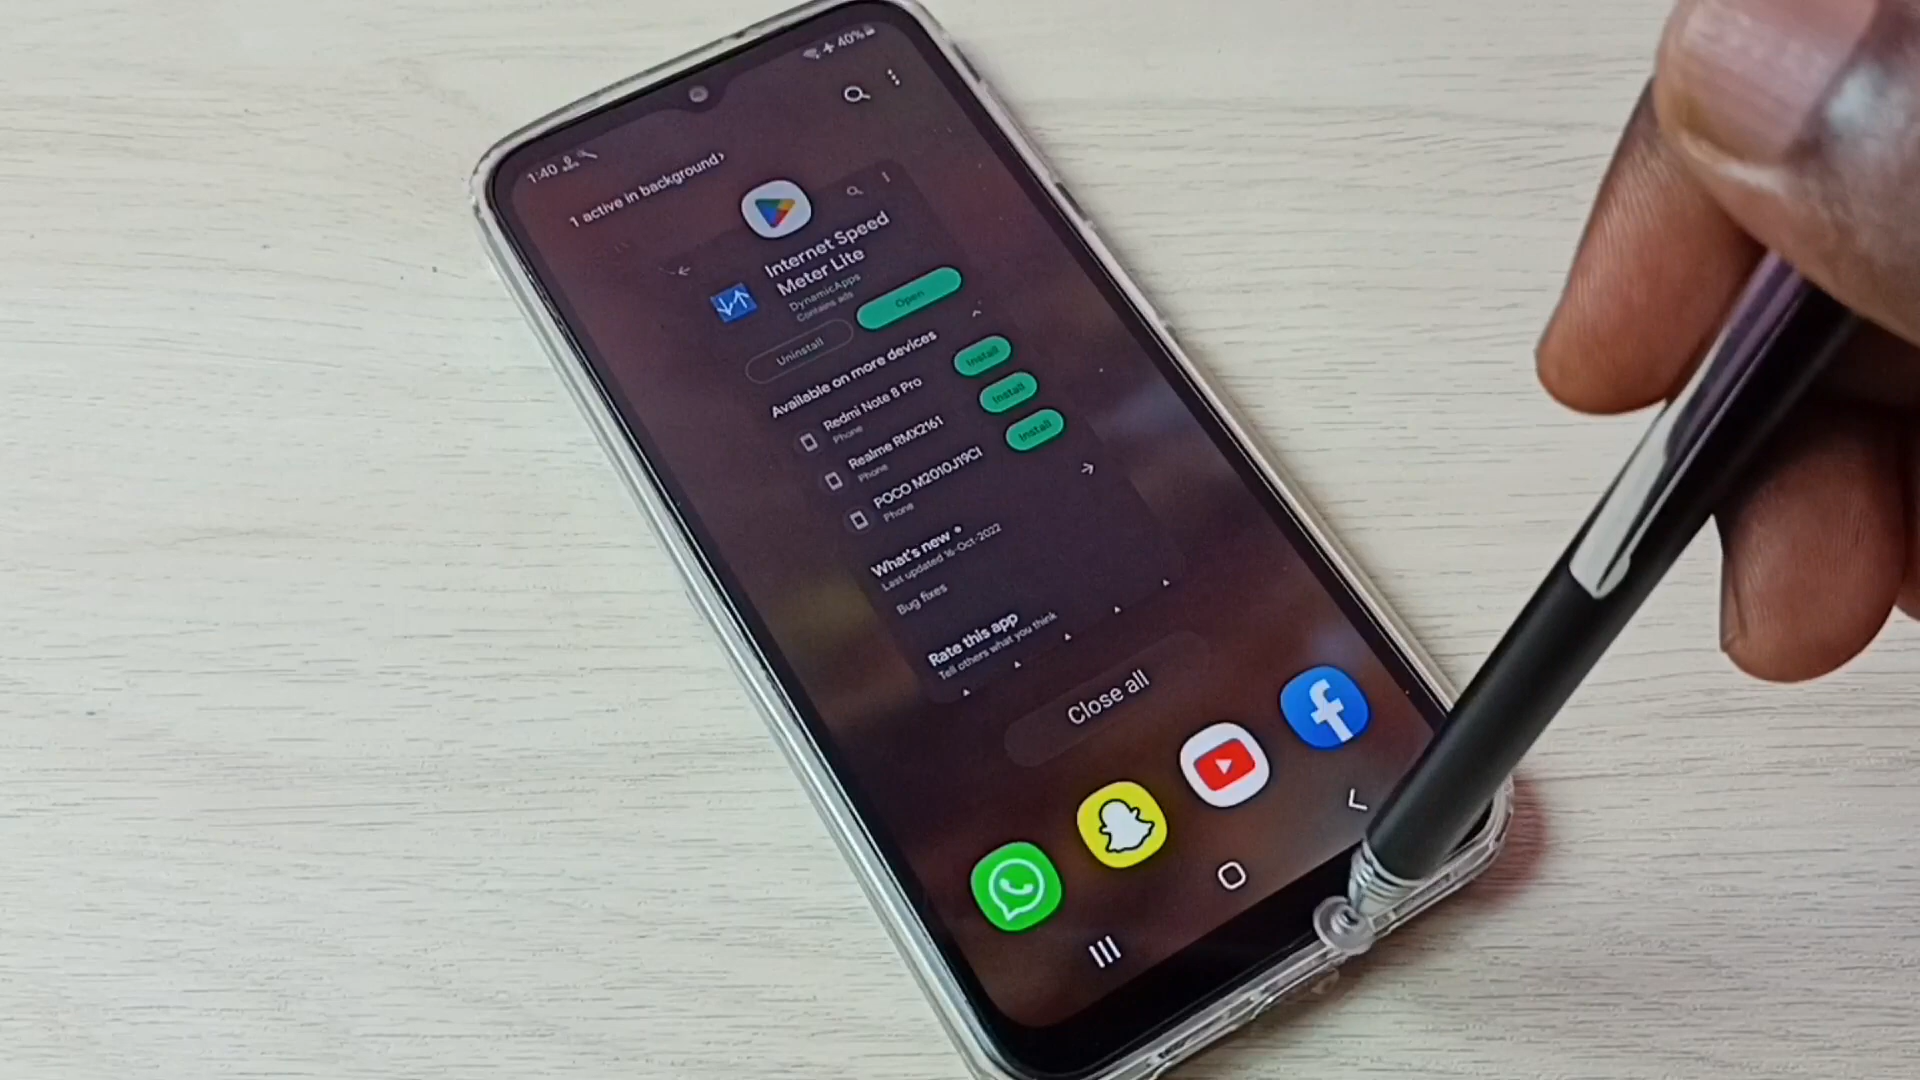 1:40
40%
1 active in background›
Internet Speed
Meter Lite
DynamicApps
Contains ads
Uninstall
Open
Available on more devices
Redmi Note 8 Pro
Phone
Install
Realme RMX2161
Phone
Install
POCO M2010J19CI
Phone
Install
What's new •
Last updated 16-Oct-2022
Bug fixes
Rate this app
Tell others what you think
Close all